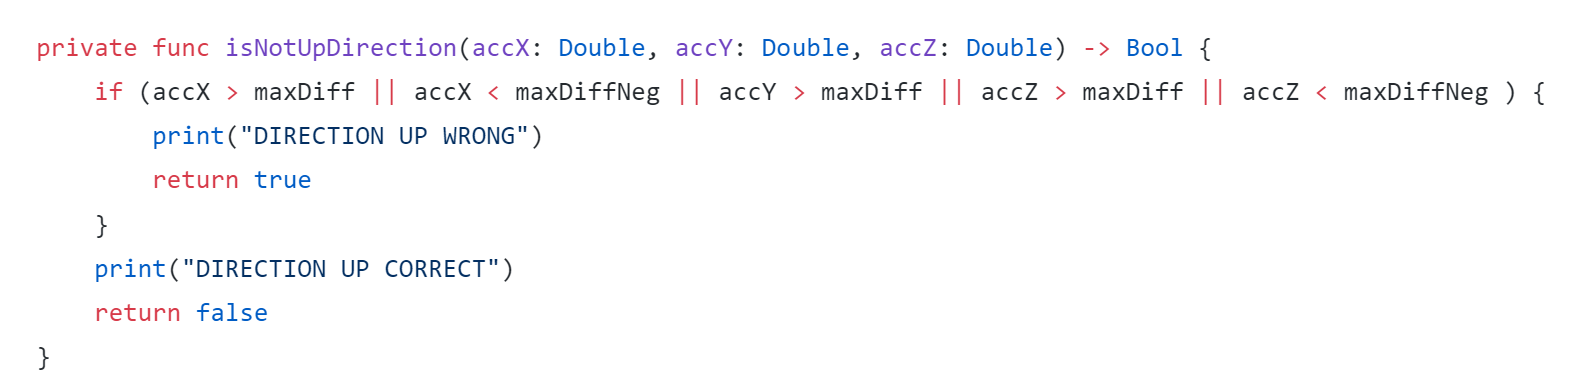 private func isNotUpDirection(accX: Double, accY: Double, accZ: Double) -> Bool {
    if (accX > maxDiff || accX < maxDiffNeg || accY > maxDiff || accZ > maxDiff || accZ < maxDiffNeg ) {
        print("DIRECTION UP WRONG")
        return true
    }
    print("DIRECTION UP CORRECT")
    return false
}